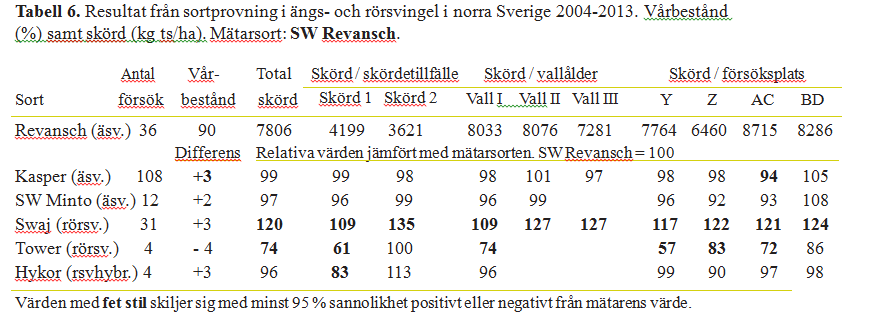 Tabell 6. Resultat från sortprovning i ängs- och rörsvingel i norra Sverige 2004-2013. Vårbestånd
(%) samt skörd (kg ts/ha). Mätarsort: SW Revansch.
Antal Vår- Total Skörd / skördetillfälle Skörd / vallålder Skörd / försöksplats
Sort försök bestånd skörd Skörd 1 Skörd 2 Vall I Vall II Vall III Y Z AC BD
Revansch (äsv.) 36 90 7806 4199 3621 8033 8076 7281 7764 6460 8715 8286
Differens Relativa värden jämfört med mätarsorten. SW Revansch = 100
Kasper (äsv.) 108 +3 99 99 98 98 101 97 98 98 94 105
SW Minto (äsv.) 12 +2 97 96 99 96 99 96 92 93 108
Swaj (rörsv.) 31 +3 120 109 135 109 127 127 117 122 121 124
Tower (rörsv.) 4 - 4 74 61 100 74 57 83 72 86
Hykor (rsvhybr.) 4 +3 96 83 113 96 99 90 97 98
Värden med fet stil skiljer sig med minst 95 % sannolikhet positivt eller negativt från mätarens värde.